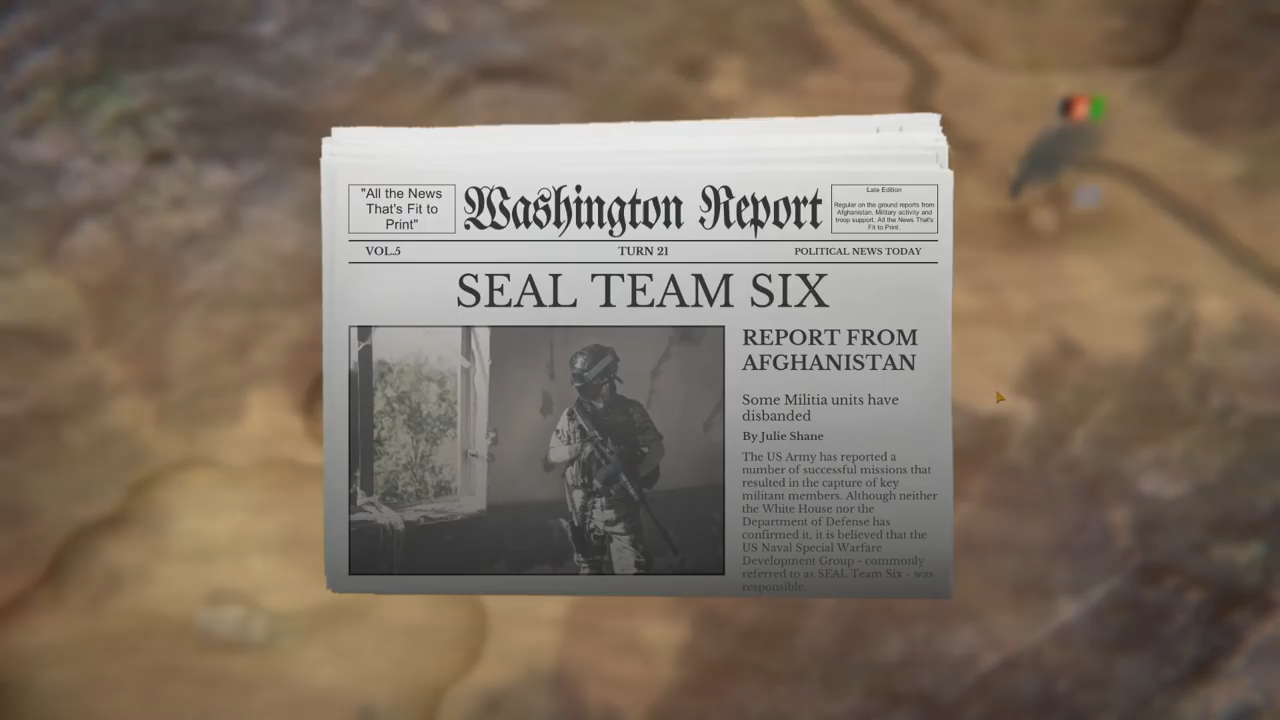 "All the News
That's Fit to
Print"
Washington Report
Late Edition
Regular on the ground reports from
Afghanistan. Military activity and
troop support. All the News That's
Fit to Print.
VOL.5
TURN 21
POLITICAL NEWS TODAY
SEAL TEAM SIX
REPORT FROM
AFGHANISTAN
Some Militia units have
disbanded
By Julie Shane
The US Army has reported a
number of successful missions that
resulted in the capture of key
militant members. Although neither
the White House nor the
Department of Defense has
confirmed it, it is believed that the
US Naval Special Warfare
Development Group - commonly
referred to as SEAL Team Six - was
responsible.